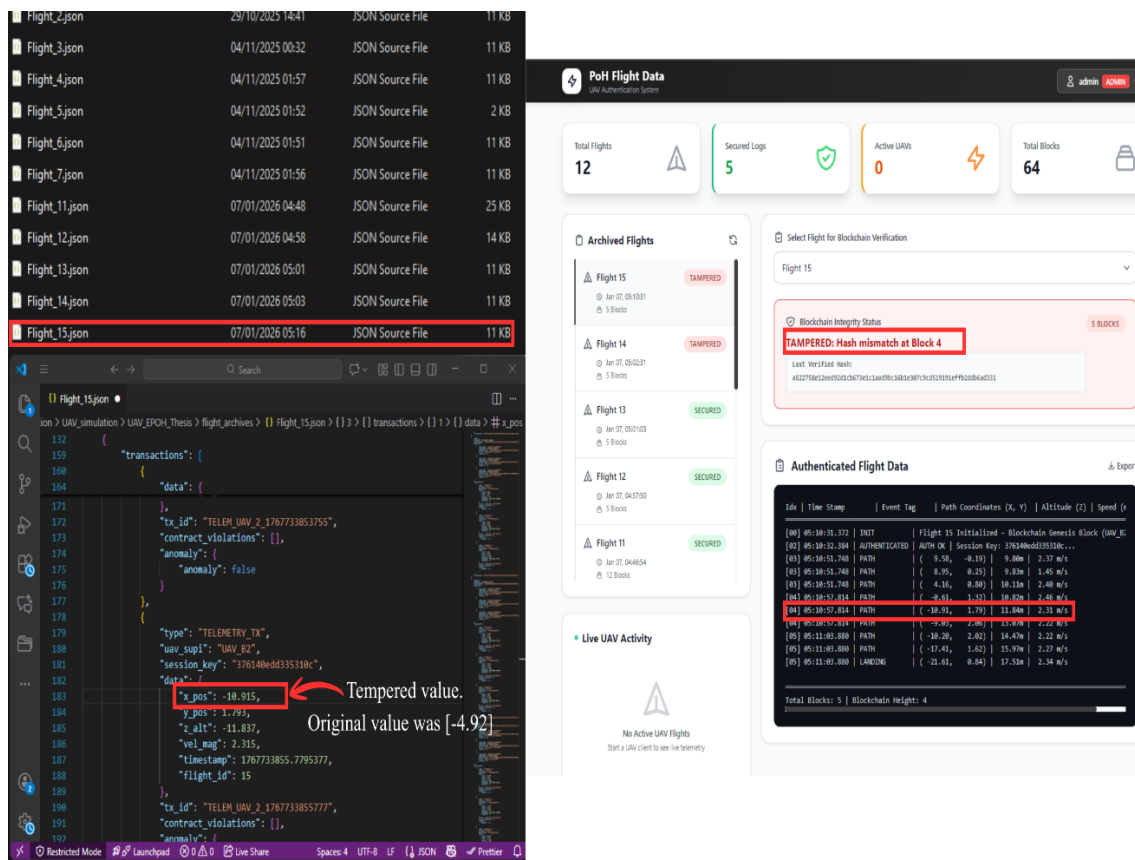 Flight_2.json 29/10/2025 14:41 JSON Source File 11 KB
Flight_3.json 04/11/2025 00:32 JSON Source File 11 KB
Flight_4.json 04/11/2025 01:57 JSON Source File 11 KB
Flight_5.json 04/11/2025 01:52 JSON Source File 2 KB
Flight_6.json 04/11/2025 01:51 JSON Source File 11 KB
Flight_7.json 04/11/2025 01:56 JSON Source File 11 KB
Flight_11.json 07/01/2026 04:48 JSON Source File 25 KB
Flight_12.json 07/01/2026 04:58 JSON Source File 14 KB
Flight_13.json 07/01/2026 05:01 JSON Source File 11 KB
Flight_14.json 07/01/2026 05:03 JSON Source File 11 KB
Flight_15.json 07/01/2026 05:16 JSON Source File 11 KB
Search
{} Flight_15.json
ion > UAV_simulation > UAV_EPOH_Thesis > flight_archives > {} Flight_15.json > { } 3 > [ ] transactions > { } 1 > { } data > # x_pos
132 {
159 "transactions": [
160 {
164 "data": {
171 },
172 "tx_id": "TELEM_UAV_2_1767733853755",
173 "contract_violations": [],
174 "anomaly": {
175 "anomaly": false
176 }
177 },
178 {
179 "type": "TELEMETRY_TX",
180 "uav_supi": "UAV_B2",
181 "session_key": "376140edd335310c",
182 "data": {
183 "x_pos": -10.915,
184 "y_pos": 1.793,
185 "z_alt": -11.837,
186 "vel_mag": 2.315,
187 "timestamp": 1767733855.7795377,
188 "flight_id": 15
189 },
190 "tx_id": "TELEM_UAV_2_1767733855777",
191 "contract_violations": [],
192 "anomaly": {
Tempered value.
Original value was [-4.92]
Restricted Mode Launchpad 0 0 Live Share Spaces: 4 UTF-8 LF {} JSON Prettier
PoH Flight Data
UAV Authentication System
admin ADMIN
Total Flights
12
Secured Logs
5
Active UAVs
0
Total Blocks
64
Archived Flights
Flight 15 TAMPERED
Jan 07, 05:10:31
5 Blocks
Flight 14 TAMPERED
Jan 07, 05:02:31
5 Blocks
Flight 13 SECURED
Jan 07, 05:01:03
5 Blocks
Flight 12 SECURED
Jan 07, 04:57:50
5 Blocks
Flight 11 SECURED
Jan 07, 04:46:54
12 Blocks
Live UAV Activity
No Active UAV Flights
Start a UAV client to see live telemetry
Select Flight for Blockchain Verification
Flight 15
Blockchain Integrity Status 5 BLOCKS
TAMPERED: Hash mismatch at Block 4
Last Verified Hash:
Authenticated Flight Data Export
Idx | Time Stamp | Event Tag | Path Coordinates (X, Y) | Altitude (Z) | Speed (m
[00] 05:10:31.372 | INIT | Flight 15 Initialized - Blockchain Genesis Block (UAV_B2
[02] 05:10:32.384 | AUTHENTICATED | AUTH OK | Session Key: 376140edd335310c...
[03] 05:10:51.748 | PATH | ( 9.58, -0.19) | 9.80m | 2.37 m/s
[03] 05:10:51.748 | PATH | ( 8.95, 0.25) | 9.83m | 1.45 m/s
[03] 05:10:51.748 | PATH | ( 4.16, 0.80) | 10.11m | 2.40 m/s
[04] 05:10:57.814 | PATH | ( -0.61, 1.32) | 10.82m | 2.46 m/s
[04] 05:10:57.814 | PATH | ( -10.91, 1.79) | 11.84m | 2.31 m/s
[04] 05:10:57.814 | PATH | ( -9.05, 2.06) | 13.07m | 2.22 m/s
[05] 05:11:03.880 | PATH | ( -10.20, 2.02) | 14.47m | 2.22 m/s
[05] 05:11:03.880 | PATH | ( -17.41, 1.62) | 15.97m | 2.27 m/s
[05] 05:11:03.880 | LANDING | ( -21.61, 0.84) | 17.51m | 2.34 m/s
Total Blocks: 5 | Blockchain Height: 4